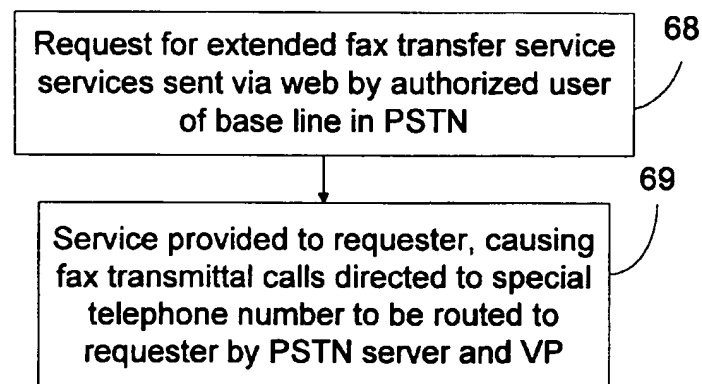 Request for extended fax transfer service
services sent via web by authorized user
of base line in PSTN
68
Service provided to requester, causing
fax transmittal calls directed to special
telephone number to be routed to
requester by PSTN server and VP
69